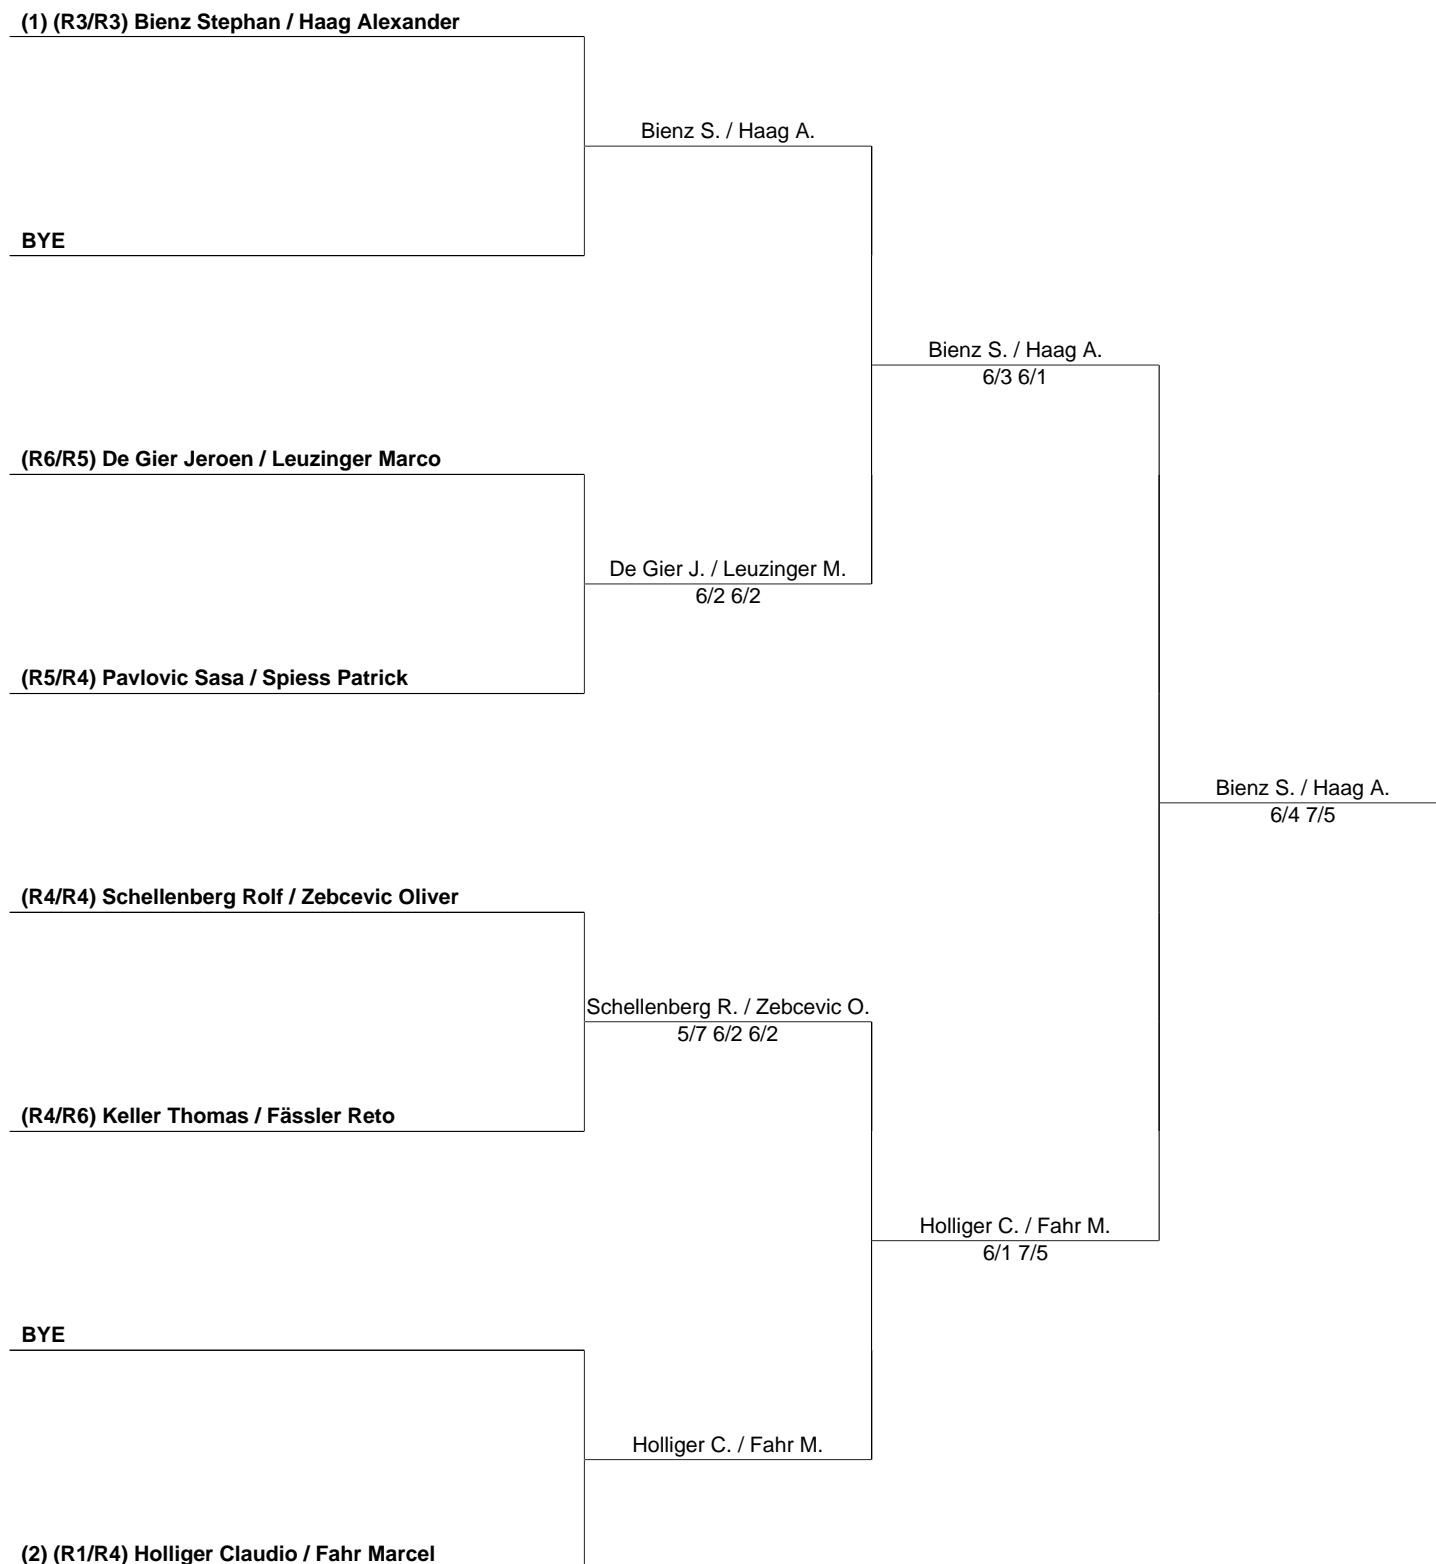 (1) (R3/R3) Bienz Stephan / Haag Alexander
Bienz S. / Haag A.
BYE
Bienz S. / Haag A.
6/3 6/1
(R6/R5) De Gier Jeroen / Leuzinger Marco
De Gier J. / Leuzinger M.
6/2 6/2
(R5/R4) Pavlovic Sasa / Spiess Patrick
Bienz S. / Haag A.
6/4 7/5
(R4/R4) Schellenberg Rolf / Zebcevic Oliver
Schellenberg R. / Zebcevic O.
5/7 6/2 6/2
(R4/R6) Keller Thomas / Fässler Reto
Holliger C. / Fahr M.
6/1 7/5
BYE
Holliger C. / Fahr M.
(2) (R1/R4) Holliger Claudio / Fahr Marcel